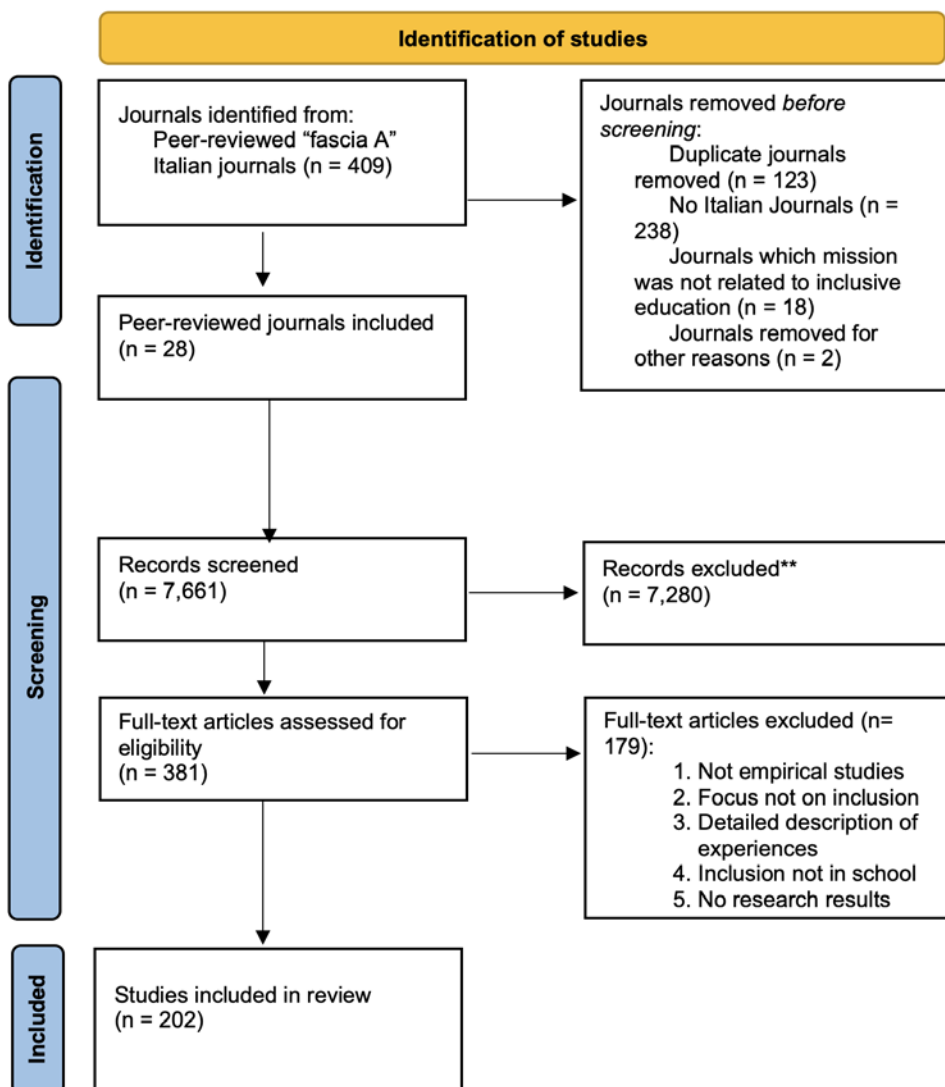 Identification of studies
Identification
Journals identified from:
Peer-reviewed “fascia A”
Italian journals (n = 409)
Journals removed before
screening:
Duplicate journals
removed (n = 123)
No Italian Journals (n =
238)
Journals which mission
was not related to inclusive
education (n = 18)
Journals removed for
other reasons (n = 2)
Peer-reviewed journals included
(n = 28)
Screening
Records screened
(n = 7,661)
Records excluded**
(n = 7,280)
Full-text articles assessed for
eligibility
(n = 381)
Full-text articles excluded (n=
179):
1. Not empirical studies
2. Focus not on inclusion
3. Detailed description of
experiences
4. Inclusion not in school
5. No research results
Included
Studies included in review
(n = 202)